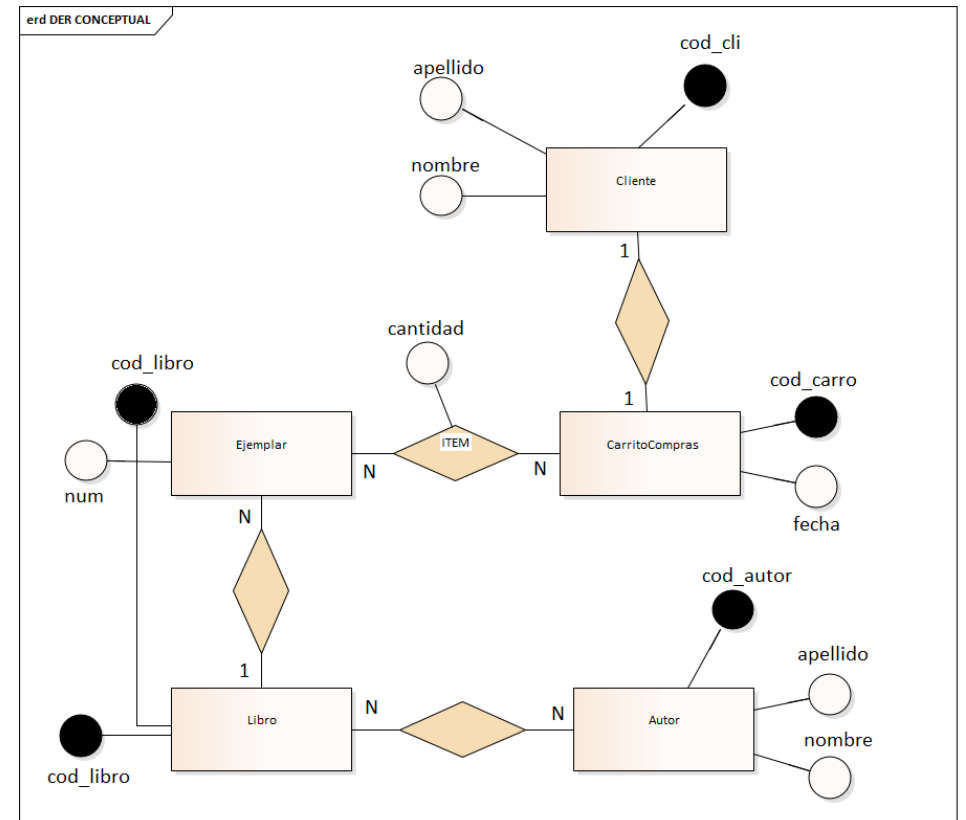 erd DER CONCEPTUAL
cod_cli
apellido
nombre
Cliente
1
cantidad
cod_libro
cod_carro
1
Ejemplar
ITEM
CarritoCompras
N
N
num
N
fecha
cod_autor
apellido
1
N
N
Libro
Autor
nombre
cod_libro